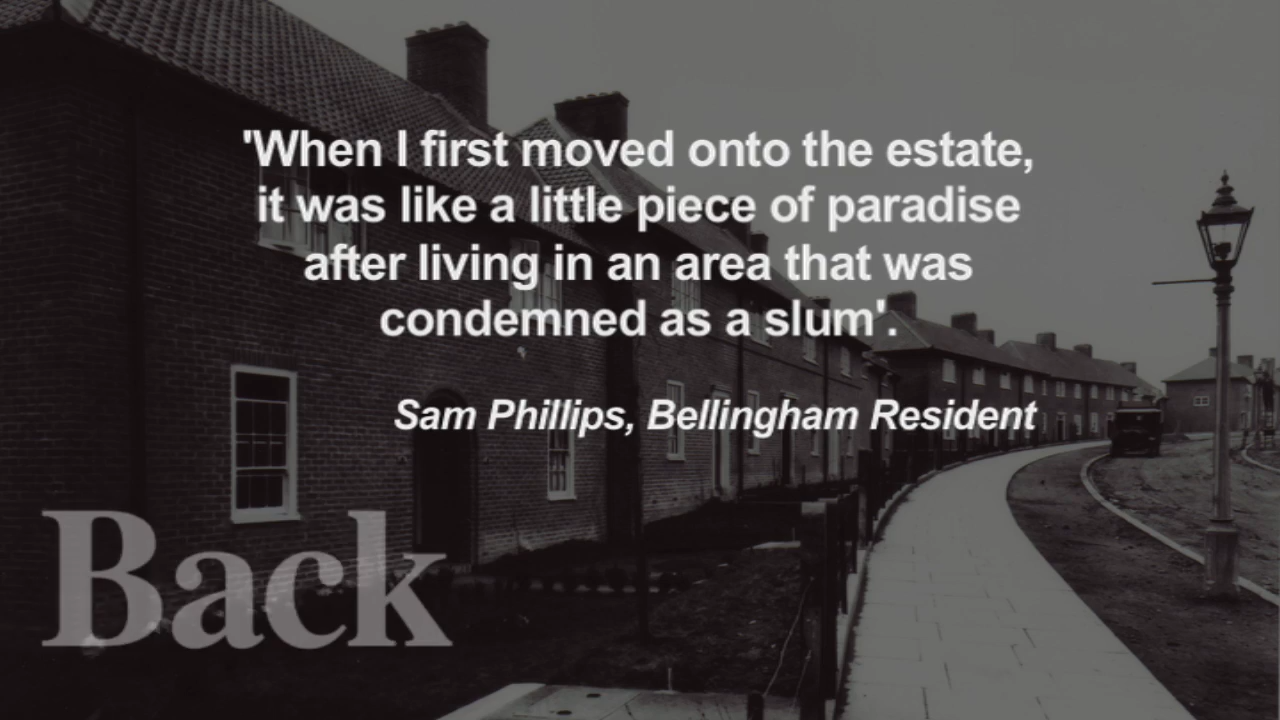 'When I first moved onto the estate,
it was like a little piece of paradise
after living in an area that was
condemned as a slum'.
Sam Phillips, Bellingham Resident
Back